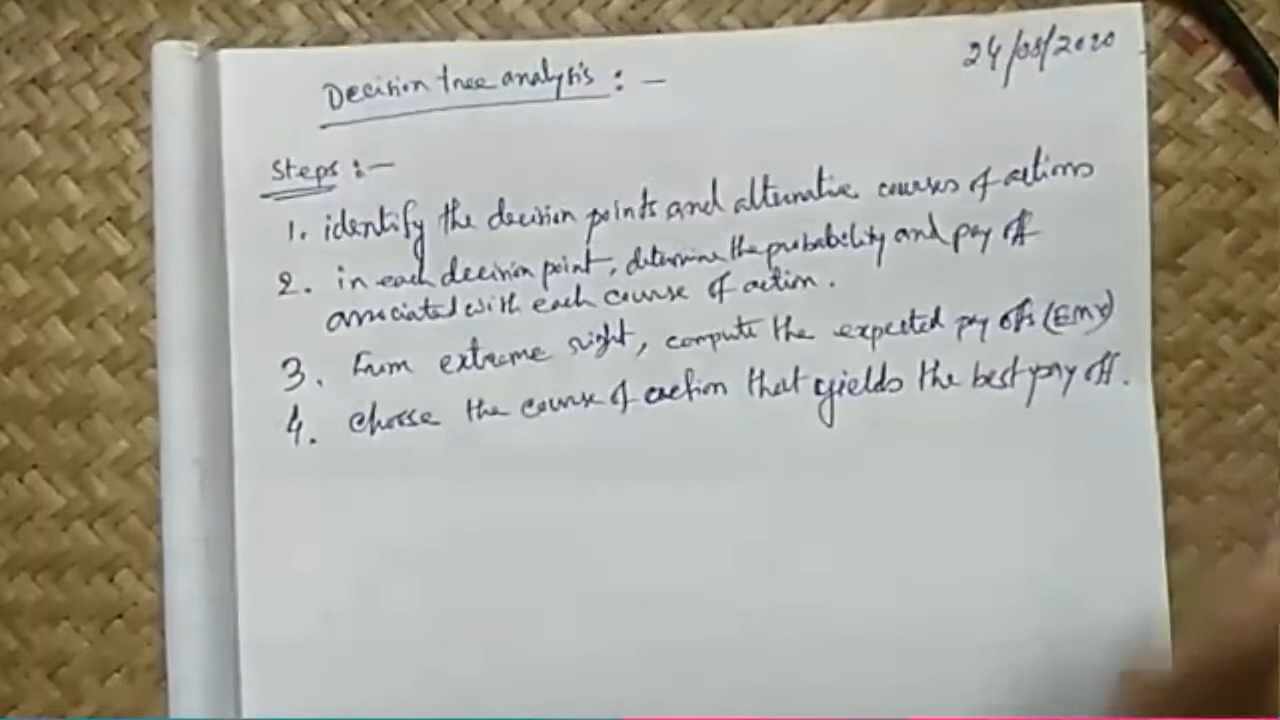 24/08/2020
Decision tree analysis : -
Steps :-
1. identify the decision points and alternative courses of actions
2. in each decision point, determine the probability and pay off
associated with each course of action.
3. From extreme right, compute the expected pay offs (EMV)
4. choose the course of action that yields the best pay off.